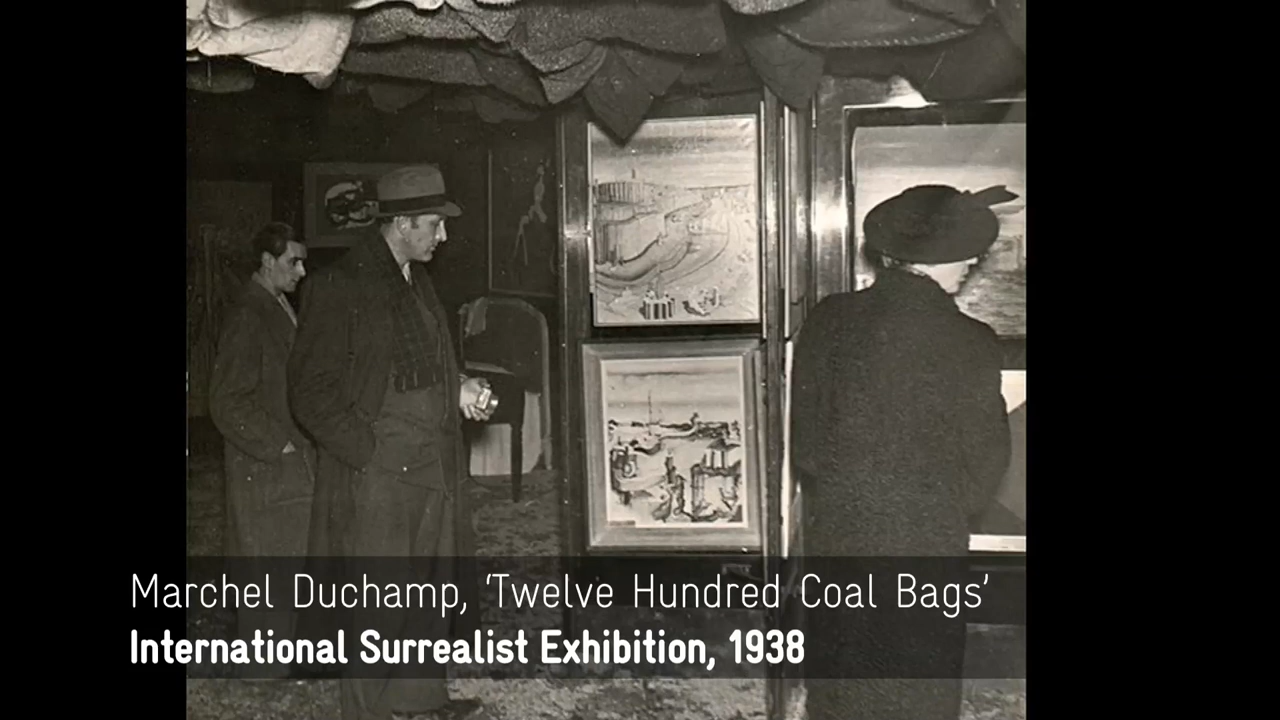 Marchel Duchamp, ‘Twelve Hundred Coal Bags’
International Surrealist Exhibition, 1938